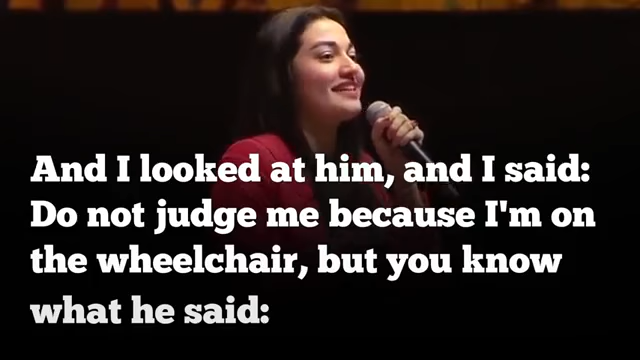 And I looked at him, and I said:
Do not judge me because I'm on
the wheelchair, but you know
what he said: